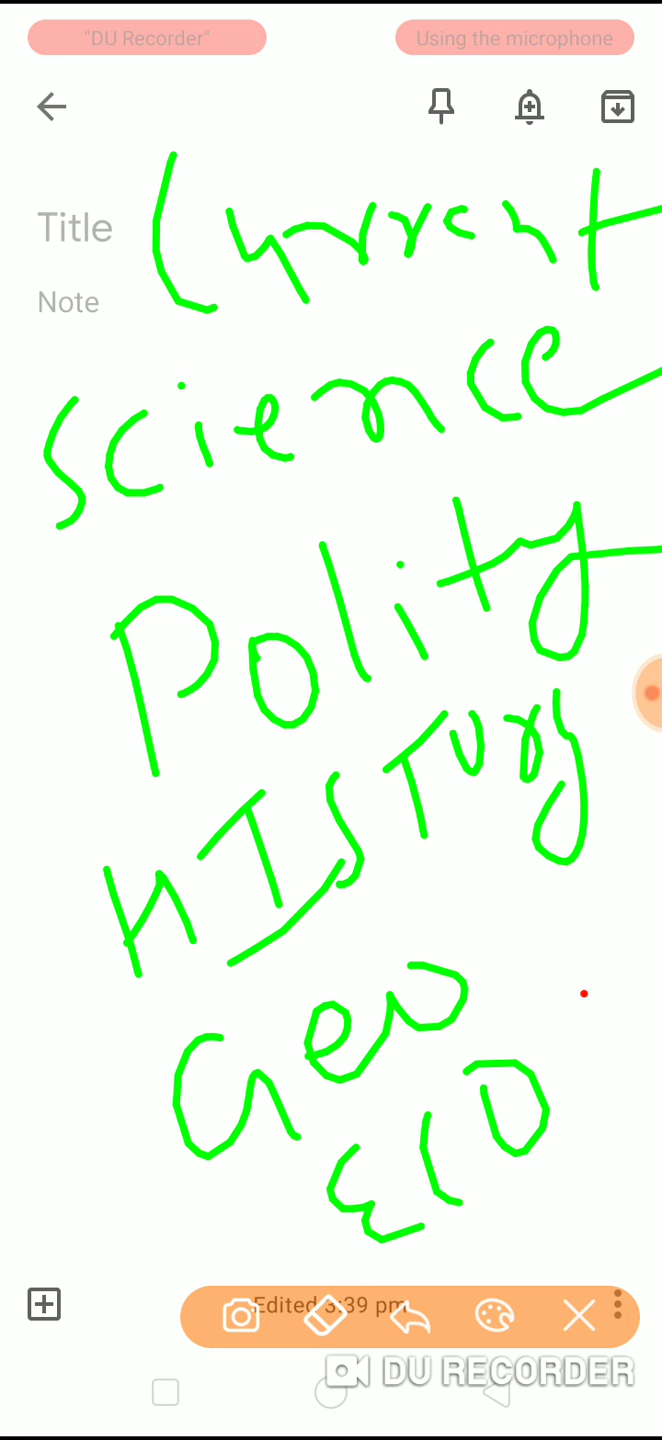 "DU Recorder" Using the microphone
Title
Current
Note
Science
Polity
HISTORY
Geo
Eco
Edited 3:39 pm
DU RECORDER